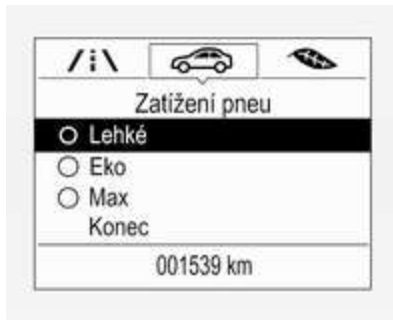 Zatížení pneu
Lehké
Eko
Max
Konec
001539 km